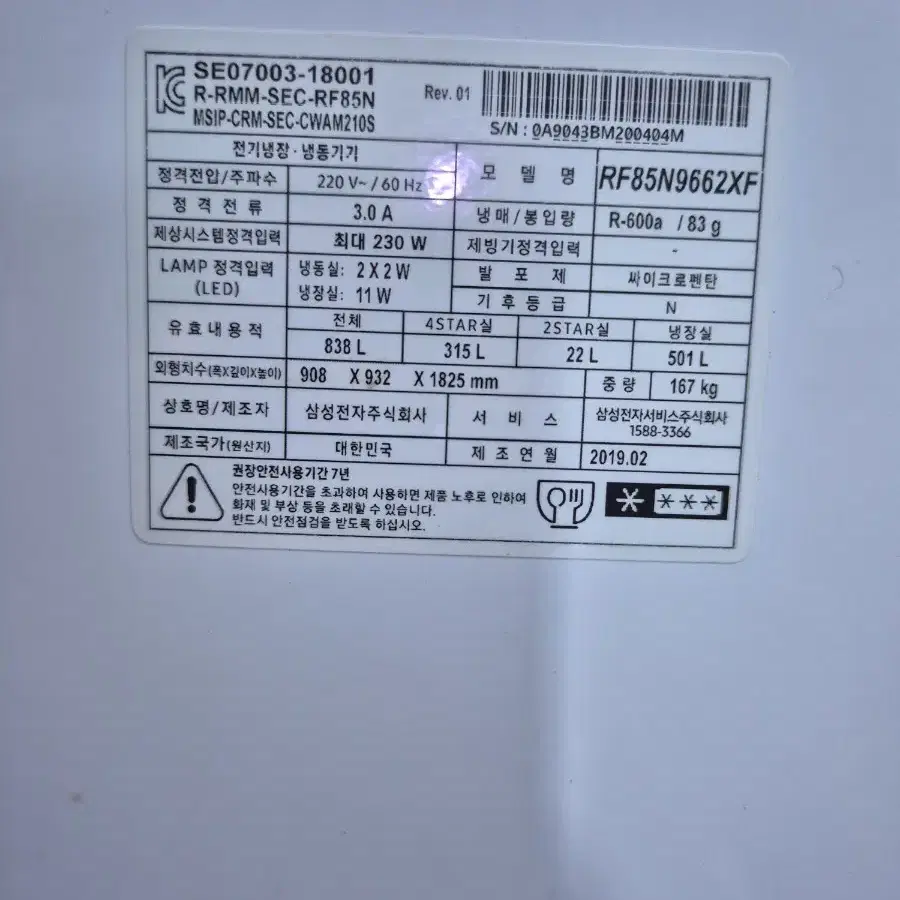 SE07003-18001
R-RMM-SEC-RF85N
MSIP-CRM-SEC-CWAM210S
Rev. 01
S/N : 0A9043BM200404M
전기냉장·냉동기기
모 델 명 RF85N9662XF
정격전압/주파수 220 V~ / 60 Hz
정 격 전 류 3.0 A
냉매/봉입량 R-600a / 83 g
제상시스템정격입력 최대 230 W
제빙기정격입력 -
LAMP 정격입력
(LED)
냉동실: 2 X 2 W
냉장실: 11 W
발 포 제 싸이크로펜탄
기 후 등 급 N
유 효 내 용 적
전체 4STAR실 2STAR실 냉장실
838 L 315 L 22 L 501 L
외형치수(폭X깊이X높이) 908 X 932 X 1825 mm 중 량 167 kg
상호명/제조자 삼성전자주식회사 서 비 스 삼성전자서비스주식회사
1588-3366
제조국가(원산지) 대한민국 제 조 연 월 2019.02
권장안전사용기간 7년
안전사용기간을 초과하여 사용하면 제품 노후로 인하여
화재 및 부상 등을 초래할 수 있습니다.
반드시 안전점검을 받도록 하십시오.